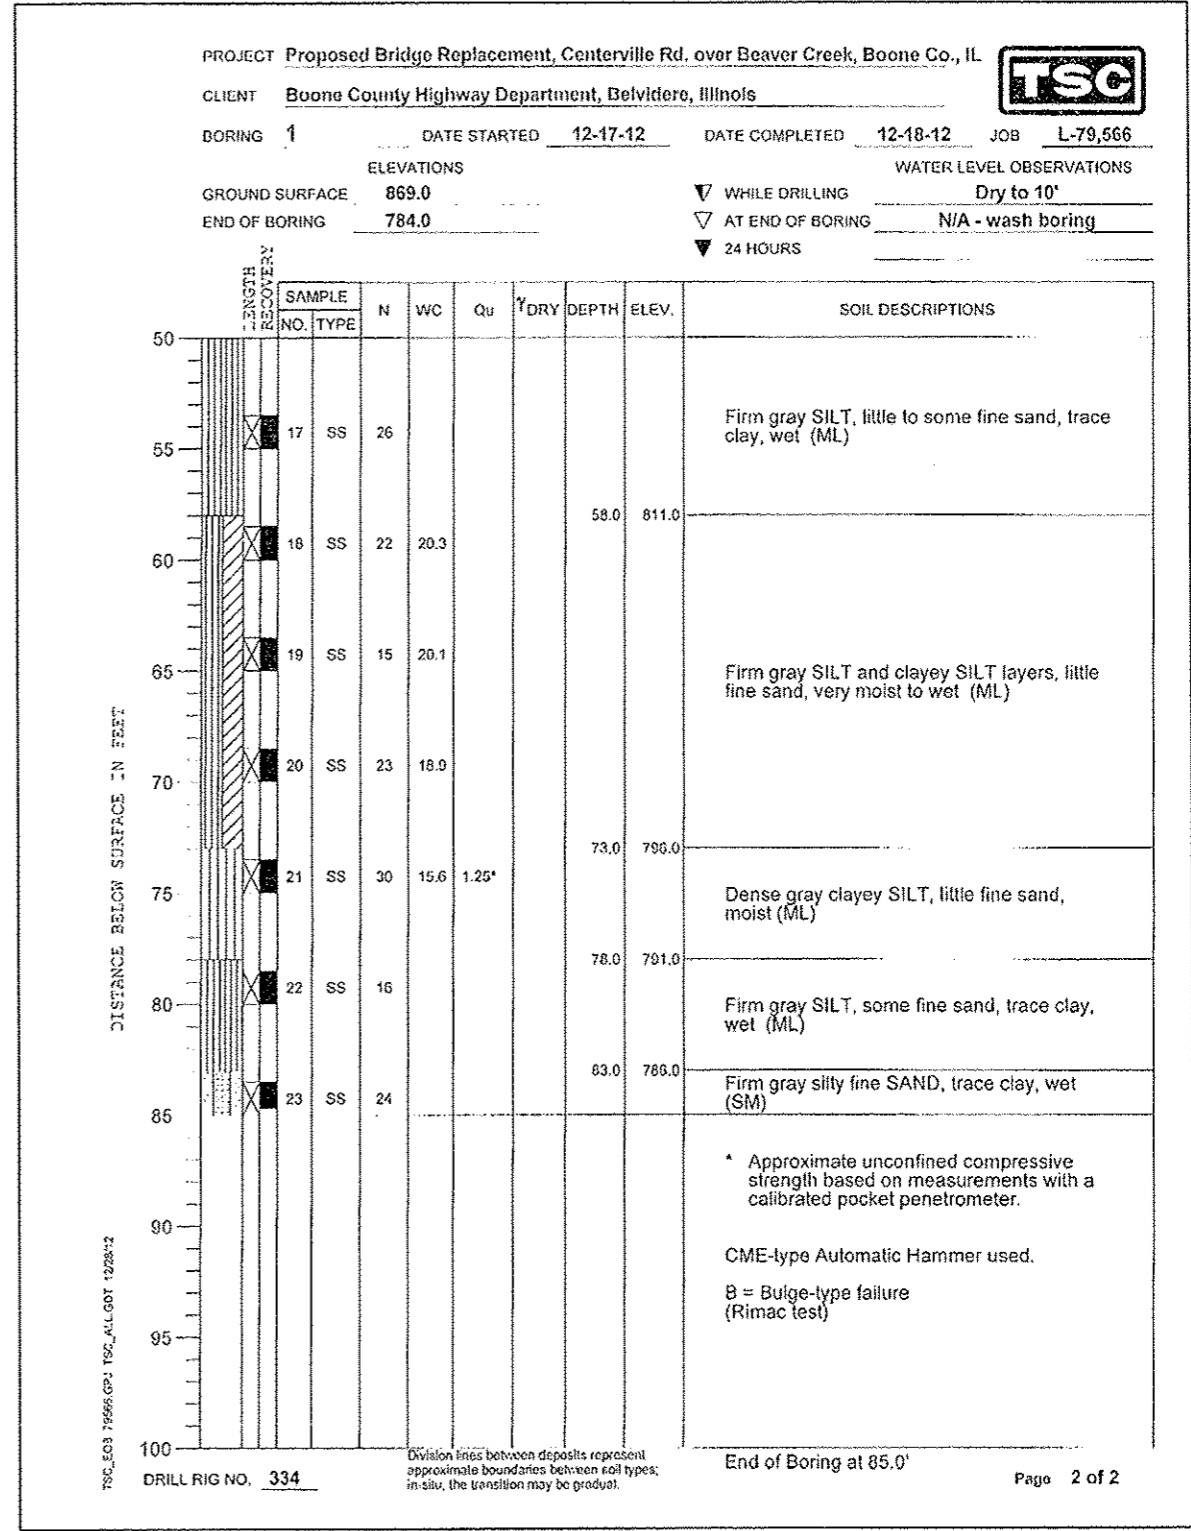 PROJECT Proposed Bridge Replacement, Centerville Rd. over Beaver Creek, Boone Co., IL
TSC
CLIENT Boone County Highway Department, Belvidere, Illinois
BORING 1 DATE STARTED 12-17-12 DATE COMPLETED 12-18-12 JOB L-79,566
ELEVATIONS WATER LEVEL OBSERVATIONS
GROUND SURFACE 869.0 WHILE DRILLING Dry to 10'
END OF BORING 784.0 AT END OF BORING N/A - wash boring
24 HOURS
LENGTH
RECOVERY
SAMPLE
NO. TYPE N WC Qu γDRY DEPTH ELEV. SOIL DESCRIPTIONS
DISTANCE BELOW SURFACE IN FEET
50
Firm gray SILT, little to some fine sand, trace
clay, wet (ML)
17 SS 26
55
58.0 811.0
18 SS 22 20.3
60
19 SS 15 20.1
65
Firm gray SILT and clayey SILT layers, little
fine sand, very moist to wet (ML)
20 SS 23 18.9
70
73.0 796.0
21 SS 30 15.6 1.25*
75
Dense gray clayey SILT, little fine sand,
moist (ML)
78.0 791.0
22 SS 16
80
Firm gray SILT, some fine sand, trace clay,
wet (ML)
83.0 786.0
Firm gray silty fine SAND, trace clay, wet
(SM)
23 SS 24
85
* Approximate unconfined compressive
strength based on measurements with a
calibrated pocket penetrometer.
90
CME-type Automatic Hammer used.
B = Bulge-type failure
(Rimac test)
95
100
End of Boring at 85.0'
TSC_EOB 79566.GPJ TSC_ALL.GDT 12/28/12
DRILL RIG NO. 334
Division lines between deposits represent
approximate boundaries between soil types;
in-situ, the transition may be gradual.
Page 2 of 2